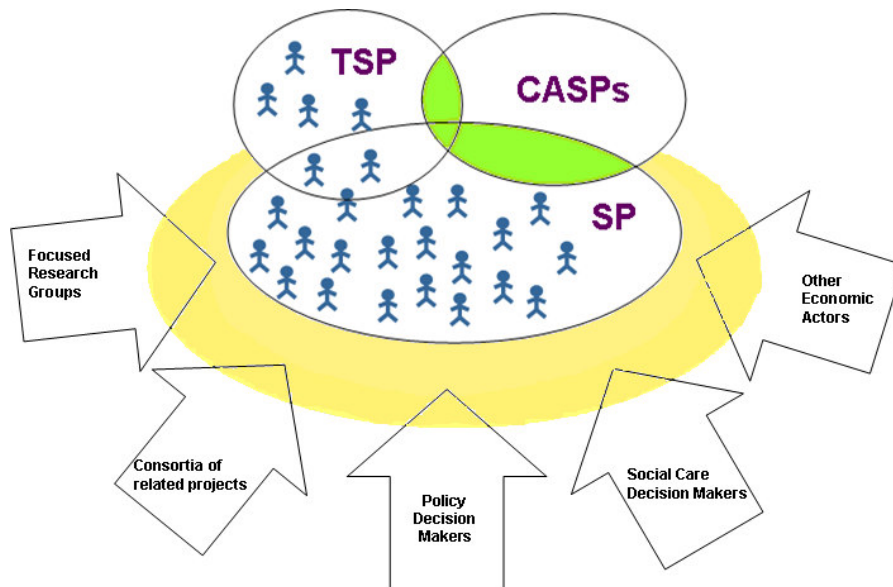 TSP
CASPs
SP
Focused
Research
Groups
Other
Economic
Actors
Consortia of
related projects
Policy
Decision
Makers
Social Care
Decision Makers